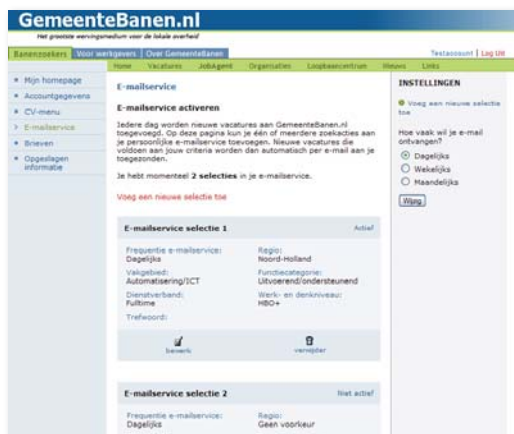 GemeenteBanen.nl
Het grootste wervingsmedium voor de lokale overheid
Banenzoekers Voor werkgevers Over GemeenteBanen
Testaccount | Log Uit
Home Vacatures JobAgent Organisaties Loopbaancentrum Nieuws Links
Mijn homepage
Accountgegevens
CV-menu
E-mailservice
Brieven
Opgeslagen
informatie
E-mailservice
E-mailservice activeren
Iedere dag worden nieuwe vacatures aan GemeenteBanen.nl
toegevoegd. Op deze pagina kun je één of meerdere zoekacties aan
je persoonlijke e-mailservice toevoegen. Nieuwe vacatures die
voldoen aan jouw criteria worden dan automatisch per e-mail aan je
toegezonden.
Je hebt momenteel 2 selecties in je e-mailservice.
Voeg een nieuwe selectie toe
E-mailservice selectie 1 Actief
Frequentie e-mailservice: Regio:
Dagelijks Noord-Holland
Vakgebied: Functiecategorie:
Automatisering/ICT Uitvoerend/ondersteunend
Dienstverband: Werk- en denkniveau:
Fulltime HBO+
Trefwoord:
bewerk verwijder
E-mailservice selectie 2 Niet actief
Frequentie e-mailservice: Regio:
Dagelijks Geen voorkeur
INSTELLINGEN
Voeg een nieuwe selectie
toe
Hoe vaak wil je e-mail
ontvangen?
Dagelijks
Wekelijks
Maandelijks
Wijzig